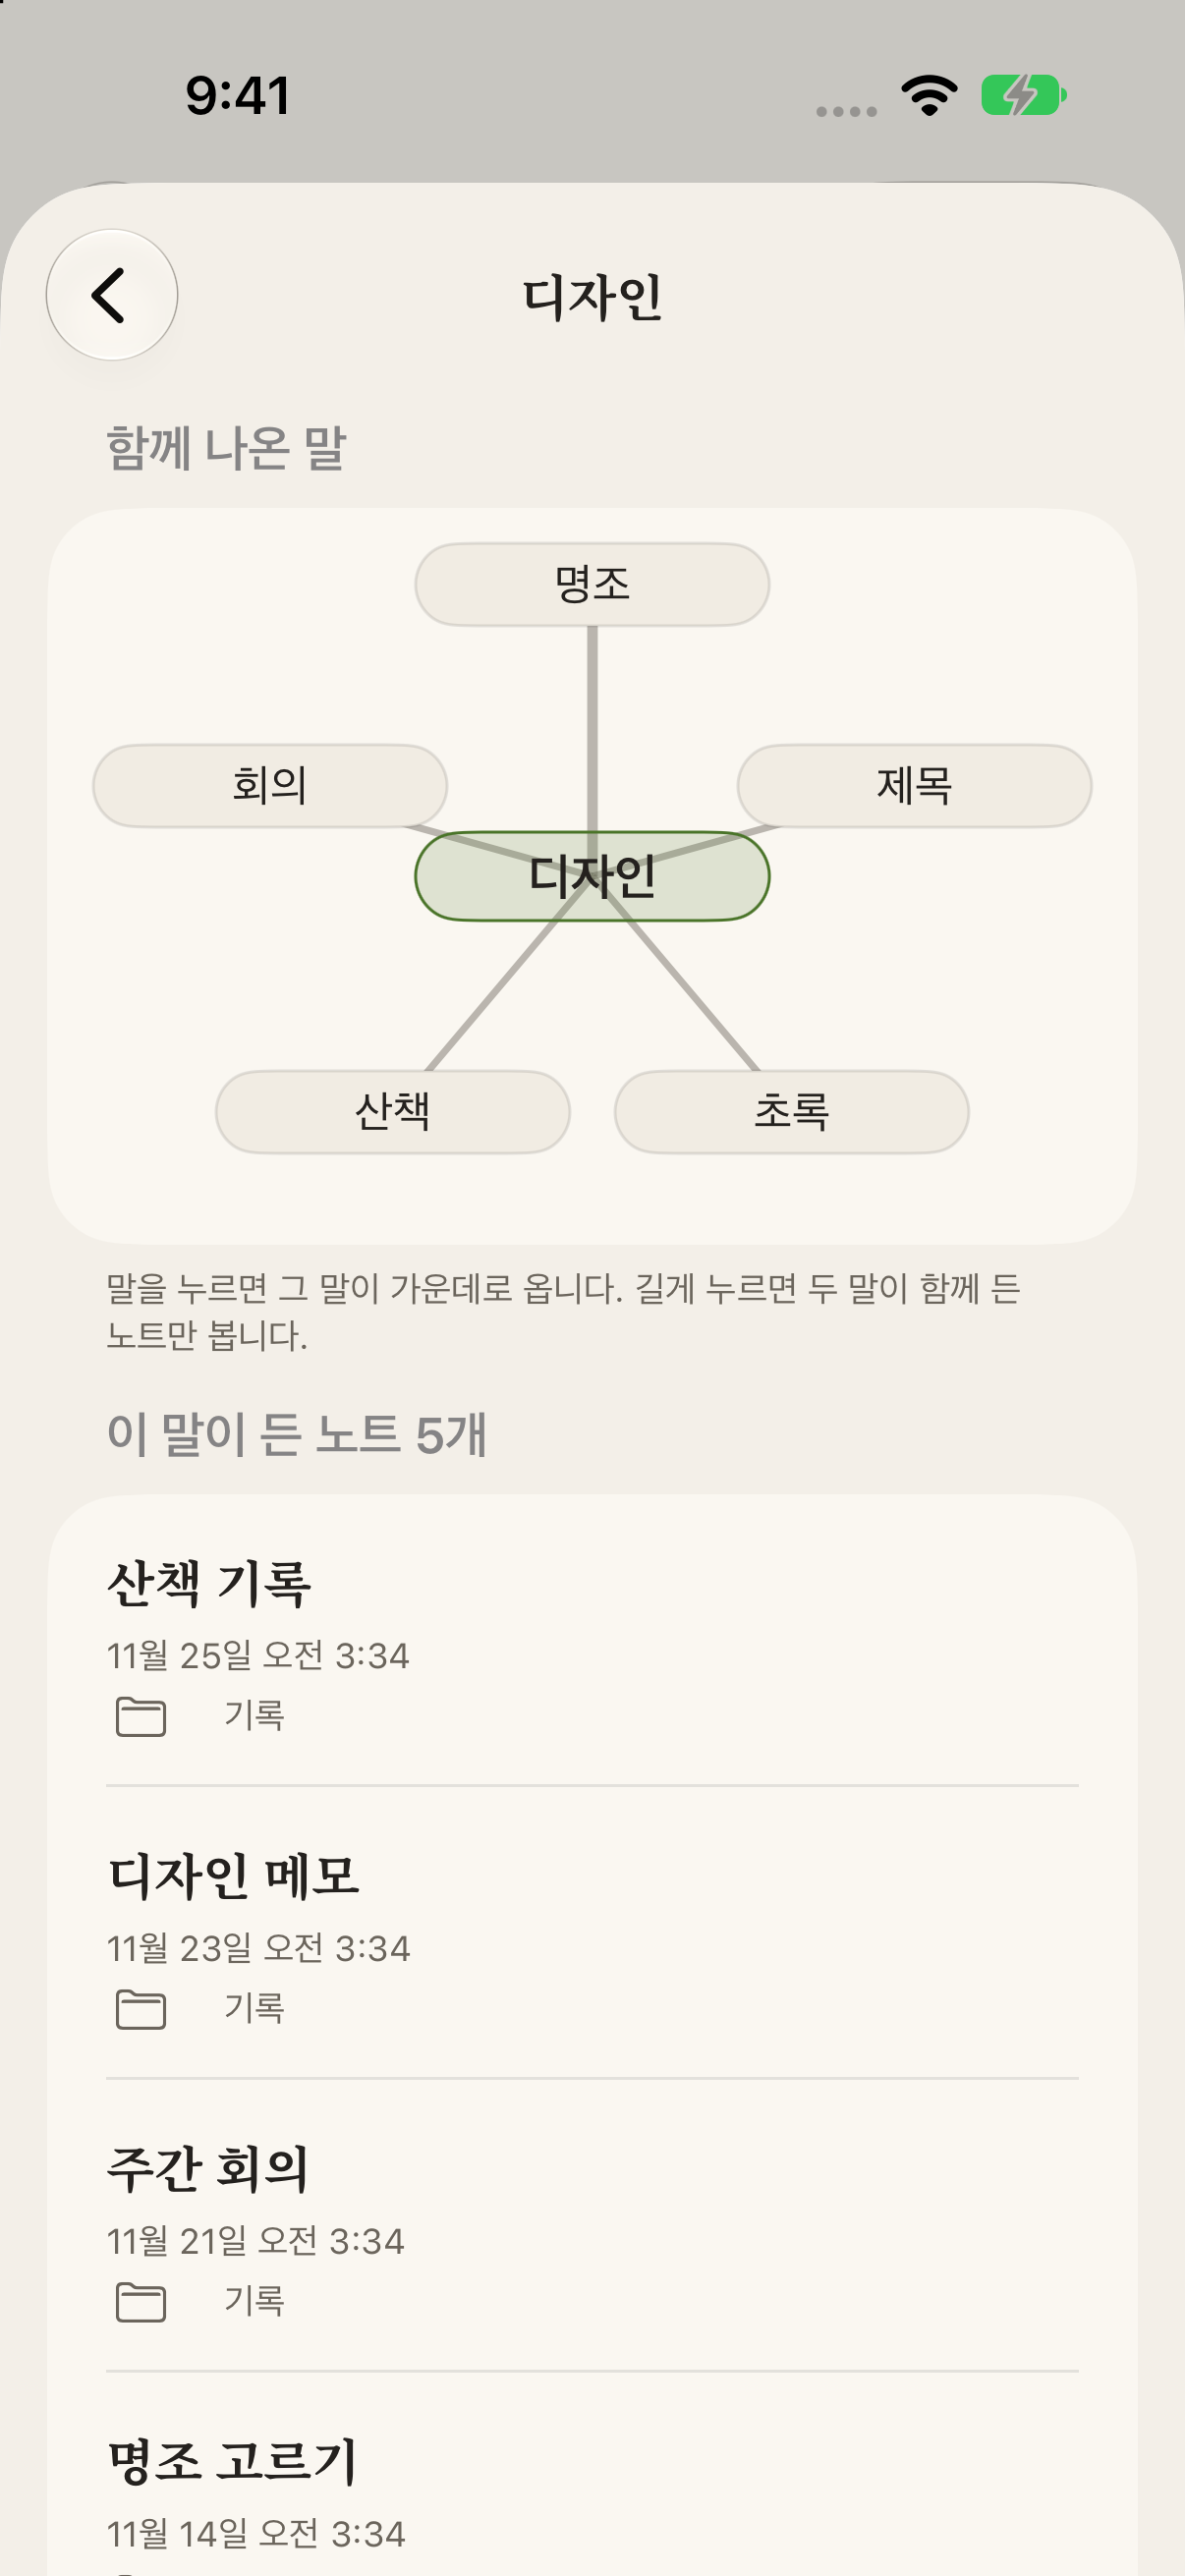 9:41
디자인
함께 나온 말
명조
회의
제목
디자인
산책
초록
말을 누르면 그 말이 가운데로 옵니다. 길게 누르면 두 말이 함께 든
노트만 봅니다.
이 말이 든 노트 5개
산책 기록
11월 25일 오전 3:34
기록
디자인 메모
11월 23일 오전 3:34
기록
주간 회의
11월 21일 오전 3:34
기록
명조 고르기
11월 14일 오전 3:34